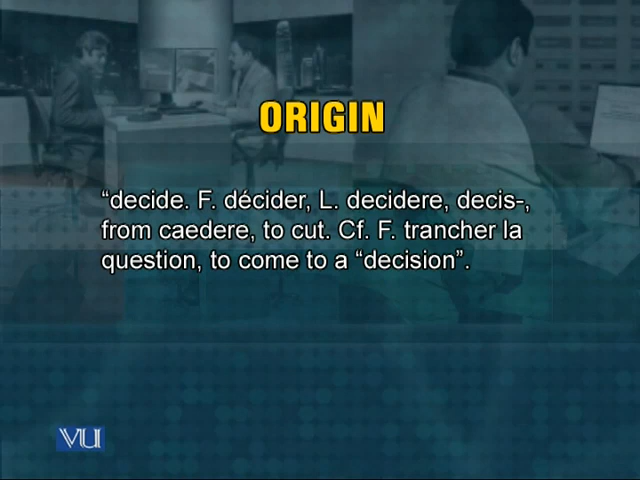 ORIGIN
“decide. F. décider, L. decidere, decis-,
from caedere, to cut. Cf. F. trancher la
question, to come to a “decision”.
VU